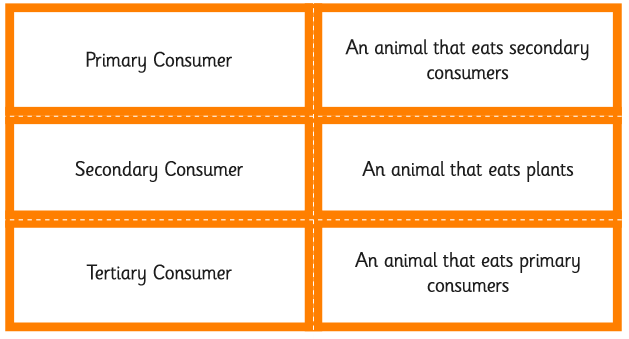 Primary Consumer
An animal that eats secondary
consumers
Secondary Consumer
An animal that eats plants
Tertiary Consumer
An animal that eats primary
consumers